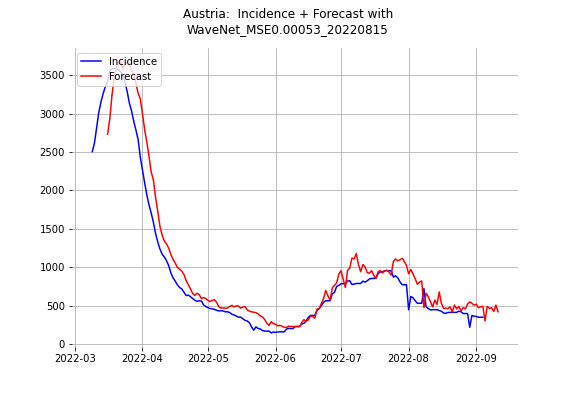 Austria:  Incidence + Forecast with
WaveNet_MSE0.00053_20220815
Incidence
Forecast
3500
3000
2500
2000
1500
1000
500
0
2022-03 2022-04 2022-05 2022-06 2022-07 2022-08 2022-09